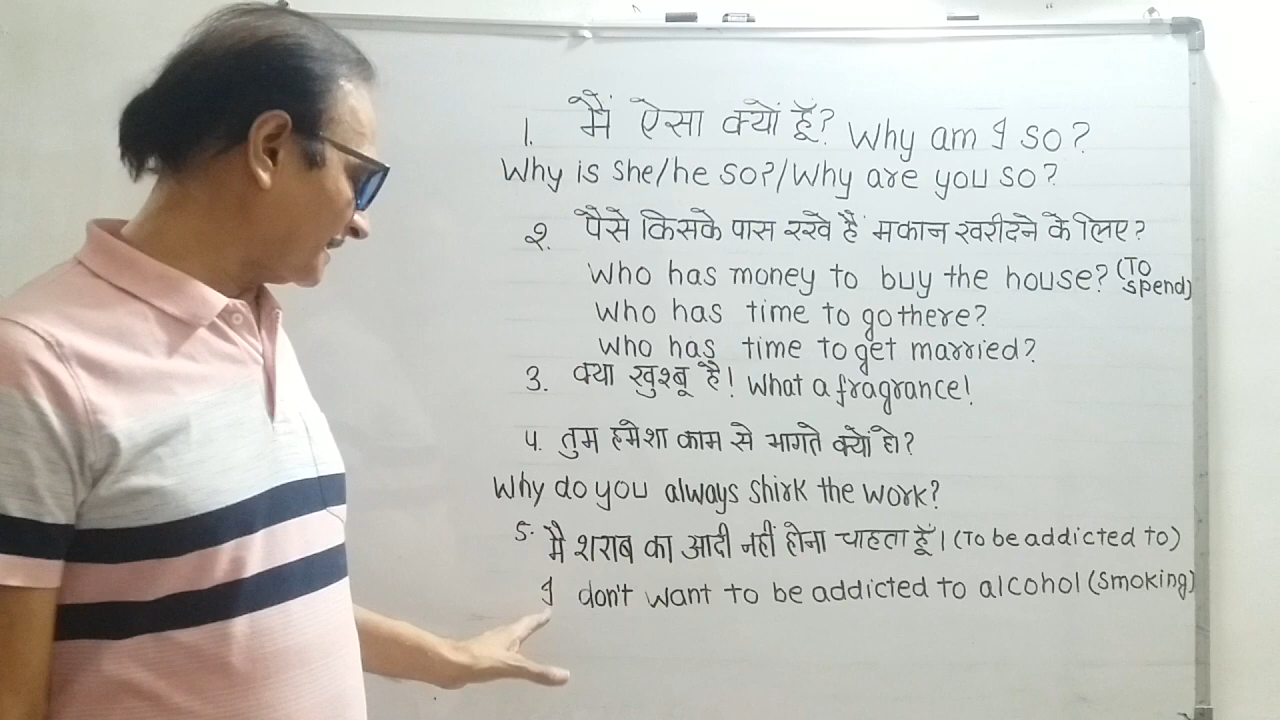 1. मैं ऐसा क्यों हूँ? Why am I so?
Why is she/he so?/Why are you so?
२. पैसे किसके पास रखे हैं मकान खरीदने के लिए?
Who has money to buy the house? (To spend)
Who has time to go there?
Who has time to get married?
3. क्या खुश्बू है! What a fragrance!
4. तुम हमेशा काम से भागते क्यों हो?
Why do you always shirk the work?
5. मै शराब का आदी नहीं होना चाहता हूँ। (To be addicted to)
I don't want to be addicted to alcohol (smoking)